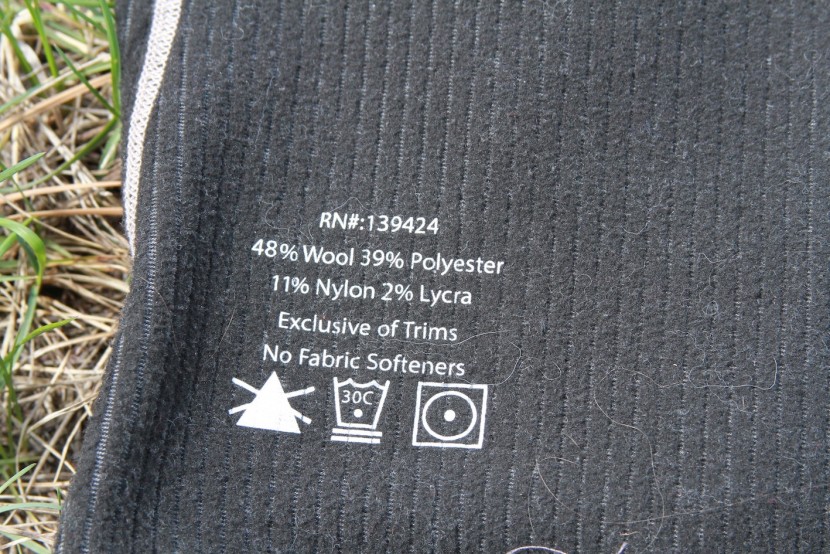 RN#:139424
48% Wool 39% Polyester
11% Nylon 2% Lycra
Exclusive of Trims
No Fabric Softeners
30C